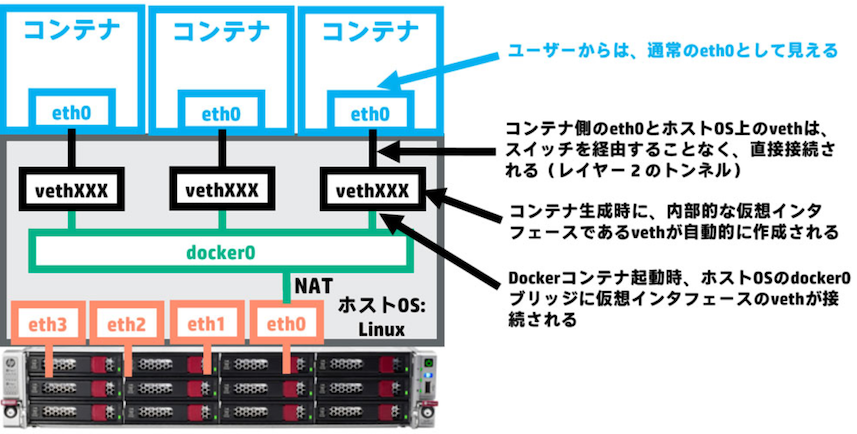 コンテナ
コンテナ
コンテナ
ユーザーからは、通常のeth0として見える
eth0
eth0
eth0
コンテナ側のeth0とホストOS上のvethは、
スイッチを経由することなく、直接接続さ
れる（レイヤー２のトンネル）
vethXXX
vethXXX
vethXXX
コンテナ生成時に、内部的な仮想インタ
フェースであるvethが自動的に作成される
docker0
Dockerコンテナ起動時、ホストOSのdocker0
ブリッジに仮想インタフェースのvethが接
続される
NAT
ホストOS:
Linux
eth3
eth2
eth1
eth0